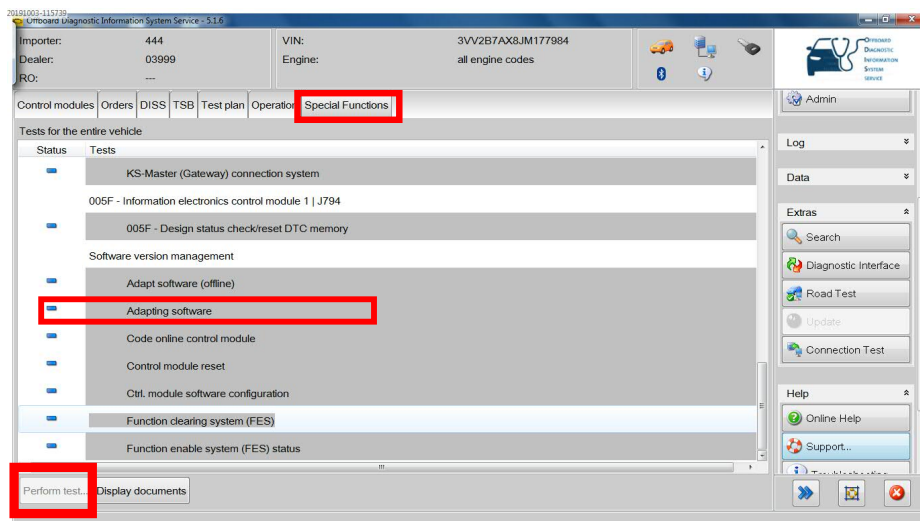 20191003-115739
Offboard Diagnostic Information System Service - 5.1.6
Importer: 444 VIN: 3VV2B7AX8JM177984
Dealer: 03999 Engine: all engine codes
RO: ---
OFFBOARD
DIAGNOSTIC
INFORMATION
SYSTEM
SERVICE
Control modules Orders DISS TSB Test plan Operation Special Functions
Tests for the entire vehicle
Status Tests
KS-Master (Gateway) connection system
005F - Information electronics control module 1 | J794
005F - Design status check/reset DTC memory
Software version management
Adapt software (offline)
Adapting software
Code online control module
Control module reset
Ctrl. module software configuration
Function clearing system (FES)
Function enable system (FES) status
Perform test... Display documents
Admin
Log
Data
Extras
Search
Diagnostic Interface
Road Test
Update
Connection Test
Help
Online Help
Support...